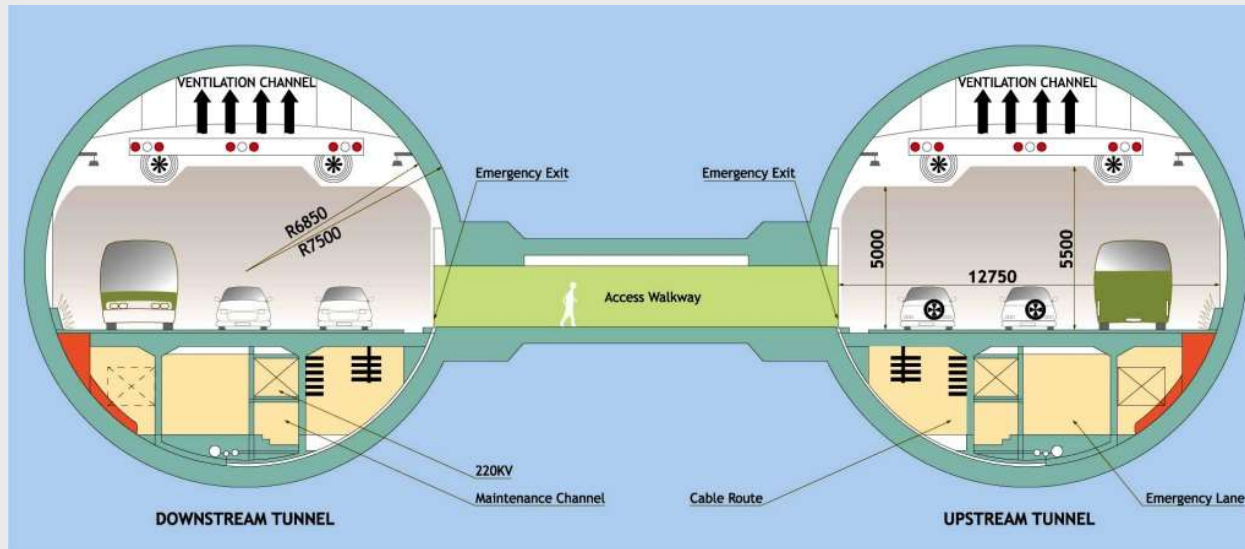 VENTILATION CHANNEL
VENTILATION CHANNEL
Emergency Exit
Emergency Exit
R6850
R7500
5000
5500
12750
Access Walkway
220KV
Maintenance Channel
Cable Route
Emergency Lane
DOWNSTREAM TUNNEL
UPSTREAM TUNNEL